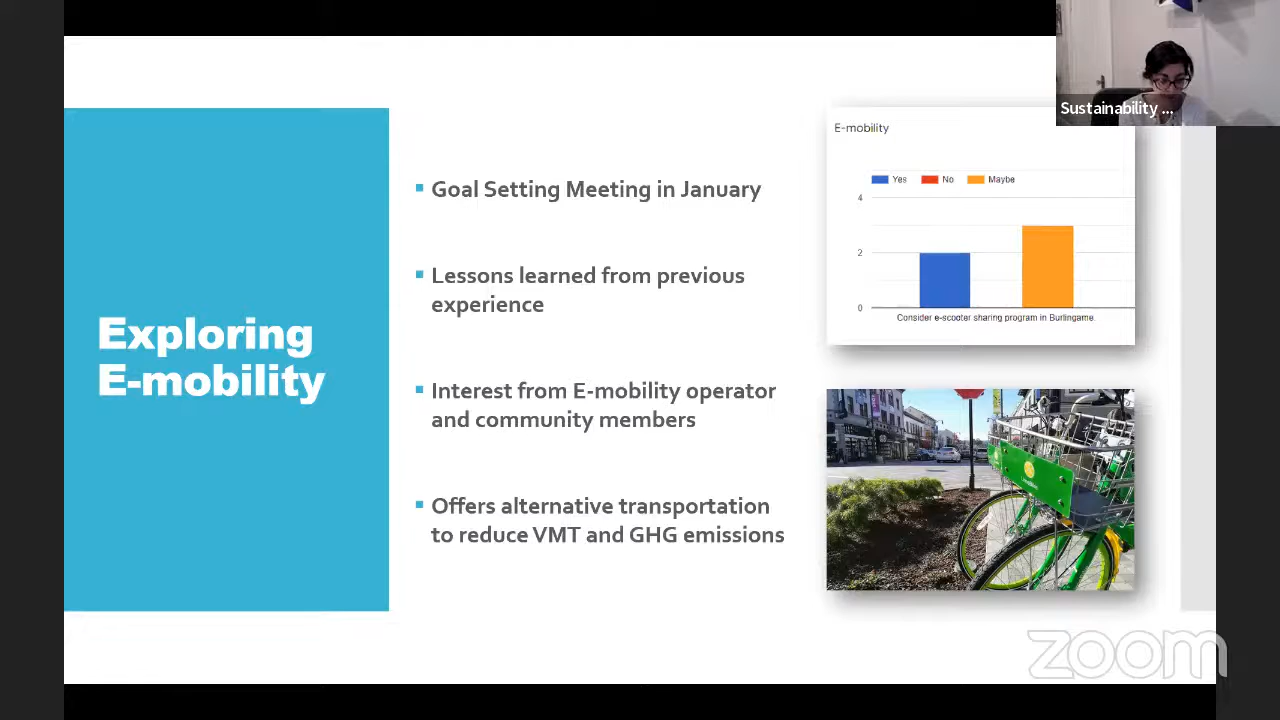 Sustainability ...
Exploring
E-mobility
Goal Setting Meeting in January
Lessons learned from previous
experience
Interest from E-mobility operator
and community members
Offers alternative transportation
to reduce VMT and GHG emissions
E-mobility
Yes
No
Maybe
4
2
0
Consider e-scooter sharing program in Burlingame.
zoom